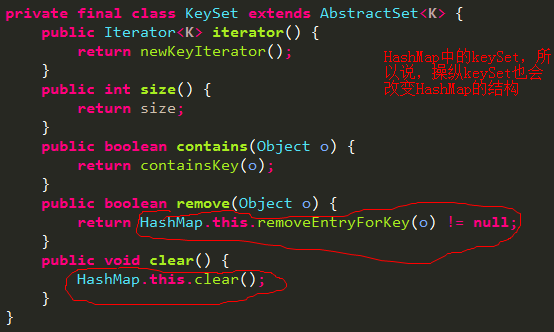 private final class KeySet extends AbstractSet<K> {
public Iterator<K> iterator() {
return newKeyIterator();
}
public int size() {
return size;
}
public boolean contains(Object o) {
return containsKey(o);
}
public boolean remove(Object o) {
return HashMap.this.removeEntryForKey(o) != null;
}
public void clear() {
HashMap.this.clear();
}
}
HashMap中的keySet, 所
以说, 操纵keySet也会
改变HashMap的结构